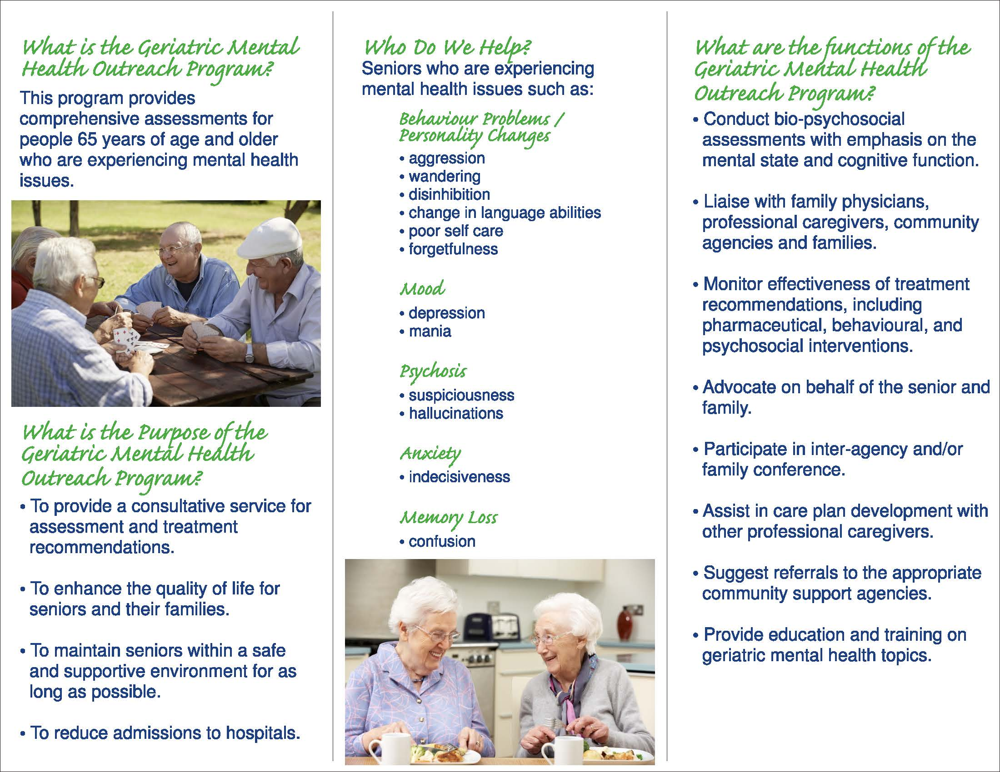 What is the Geriatric Mental
Health Outreach Program?
This program provides
comprehensive assessments for
people 65 years of age and older
who are experiencing mental health
issues.
What is the Purpose of the
Geriatric Mental Health
Outreach Program?
• To provide a consultative service for
assessment and treatment
recommendations.
• To enhance the quality of life for
seniors and their families.
• To maintain seniors within a safe
and supportive environment for as
long as possible.
• To reduce admissions to hospitals.
Who Do We Help?
Seniors who are experiencing
mental health issues such as:
Behaviour Problems /
Personality Changes
• aggression
• wandering
• disinhibition
• change in language abilities
• poor self care
• forgetfulness
Mood
• depression
• mania
Psychosis
• suspiciousness
• hallucinations
Anxiety
• indecisiveness
Memory Loss
• confusion
What are the functions of the
Geriatric Mental Health
Outreach Program?
• Conduct bio-psychosocial
assessments with emphasis on the
mental state and cognitive function.
• Liaise with family physicians,
professional caregivers, community
agencies and families.
• Monitor effectiveness of treatment
recommendations, including
pharmaceutical, behavioural, and
psychosocial interventions.
• Advocate on behalf of the senior and
family.
• Participate in inter-agency and/or
family conference.
• Assist in care plan development with
other professional caregivers.
• Suggest referrals to the appropriate
community support agencies.
• Provide education and training on
geriatric mental health topics.